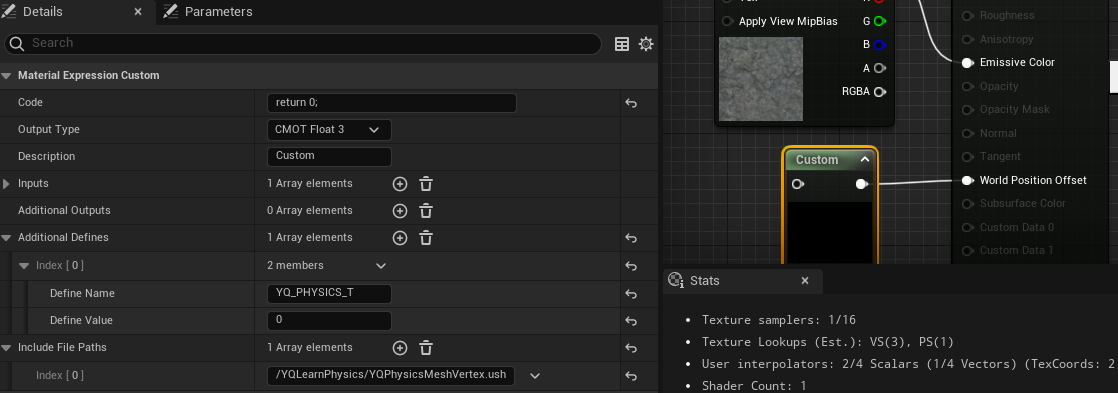 Details
Parameters
Search
Material Expression Custom
Code
return 0;
Output Type
CMOT Float 3
Description
Custom
Inputs
1 Array elements
Additional Outputs
0 Array elements
Additional Defines
1 Array elements
Index [ 0 ]
2 members
Define Name
YQ_PHYSICS_T
Define Value
0
Include File Paths
1 Array elements
Index [ 0 ]
/YQLearnPhysics/YQPhysicsMeshVertex.ush
Apply View MipBias
G
B
A
RGBA
Custom
Roughness
Anisotropy
Emissive Color
Opacity
Opacity Mask
Normal
Tangent
World Position Offset
Subsurface Color
Custom Data 0
Custom Data 1
Stats
Texture samplers: 1/16
Texture Lookups (Est.): VS(3), PS(1)
User interpolators: 2/4 Scalars (1/4 Vectors) (TexCoords: 2
Shader Count: 1